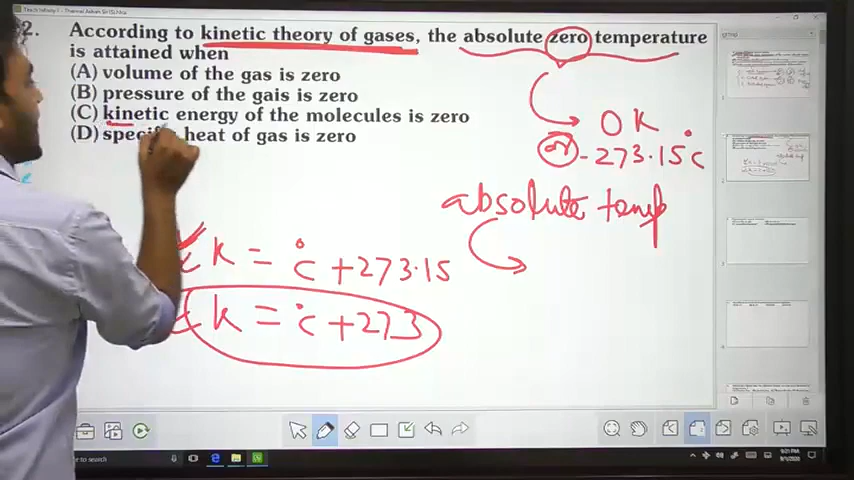 2. According to kinetic theory of gases, the absolute zero temperature
is attained when
(A) volume of the gas is zero
(B) pressure of the gais is zero
(C) kinetic energy of the molecules is zero
(D) specific heat of gas is zero
0 K
(or) -273.15°c
absolute temp
K = °c +273.15
K = °c +273